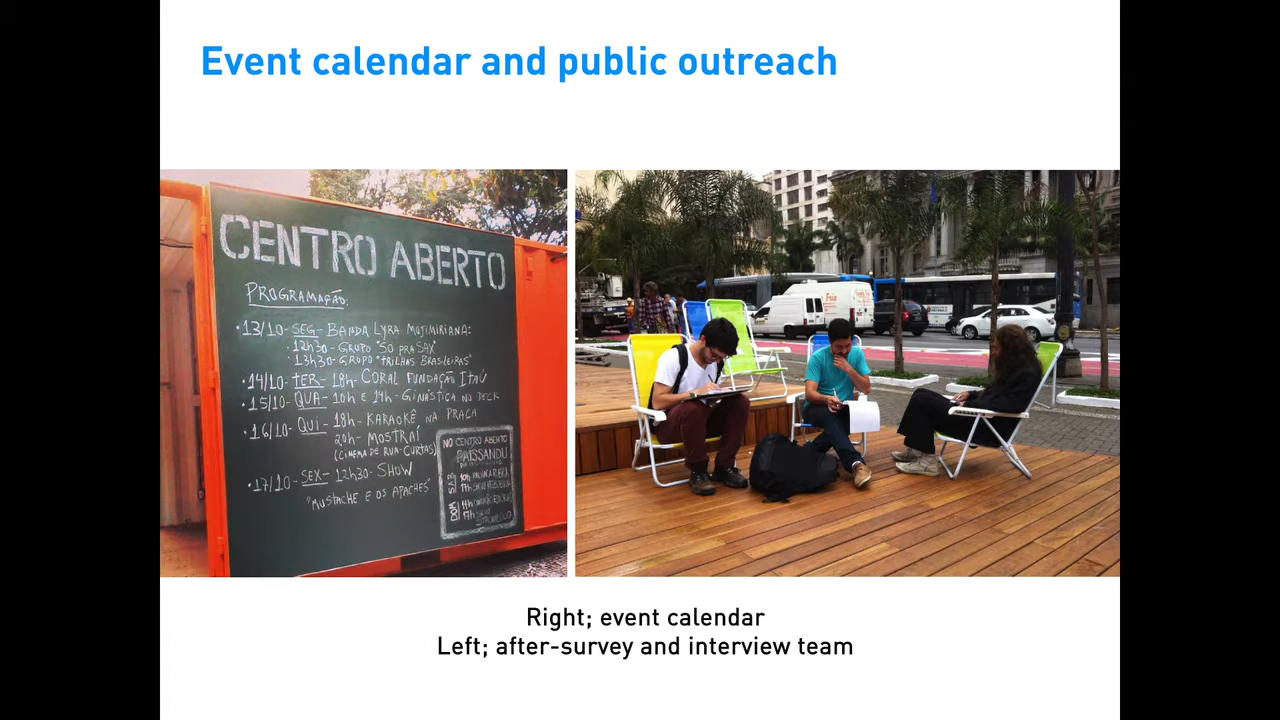 Event calendar and public outreach
CENTRO ABERTO
PROGRAMAÇÃO:
•13/10- SEG- BANDA LYRA MOJIMIRIANA:
•12h30- GRUPO "SÓ PRA SAX"
•13h30-GRUPO "TRILHAS BRASILEIRAS"
•14/10- TER- 18h- CORAL FUNDAÇÃO ITAÚ
•15/10- QUA- 10h E 14h- GINÁSTICA NO DECK
•16/10- QUI- 18h- KARAOKÊ NA PRAÇA
20h- MOSTRA
(CINEMA DE RUA-CURTAS)
•17/10- SEX- 12h30- SHOW
"MUSTACHE E OS APACHES"
NO CENTRO ABERTO
PAISSANDU
DOM
Right; event calendar
Left; after-survey and interview team